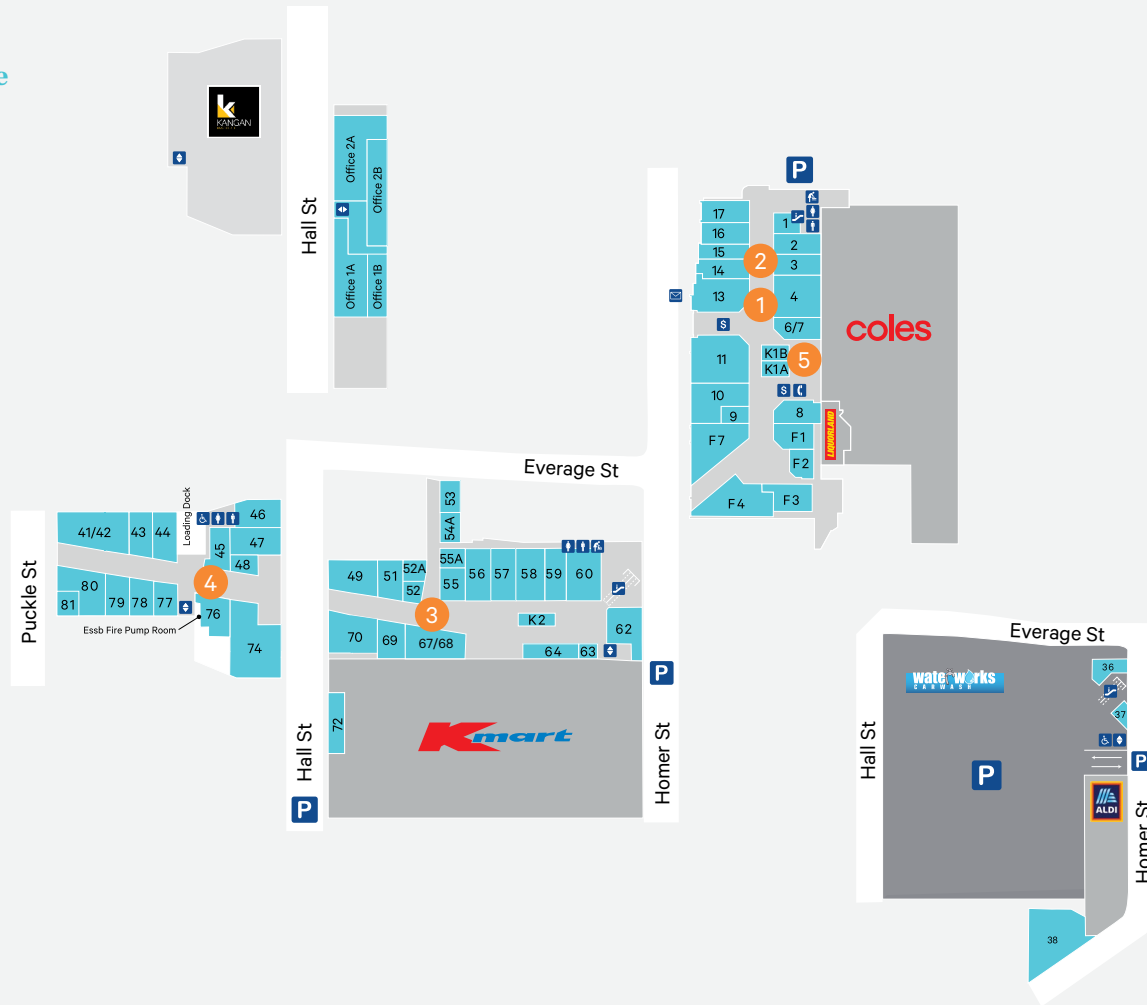 e
k
KANGAN
Hall St
Office 2A
Office 2B
Office 1A
Office 1B
P
17
16
15
14
13
11
10
9
F7
F4
1
2
3
4
6/7
K1B
K1A
8
F1
F2
F3
2
1
5
S
S
coles
LIQUORLAND
Everage St
Puckle St
41/42
43
44
Loading Dock
46
47
45
48
4
80
81
79
78
77
76
74
Essb Fire Pump Room
Hall St
P
53
54A
49
51
52A
52
55A
55
56
57
58
59
60
3
K2
62
70
69
67/68
64
63
72
Kmart
P
Homer St
Everage St
Hall St
waterworks
CARWASH
P
36
37
P
ALDI
Homer St
38